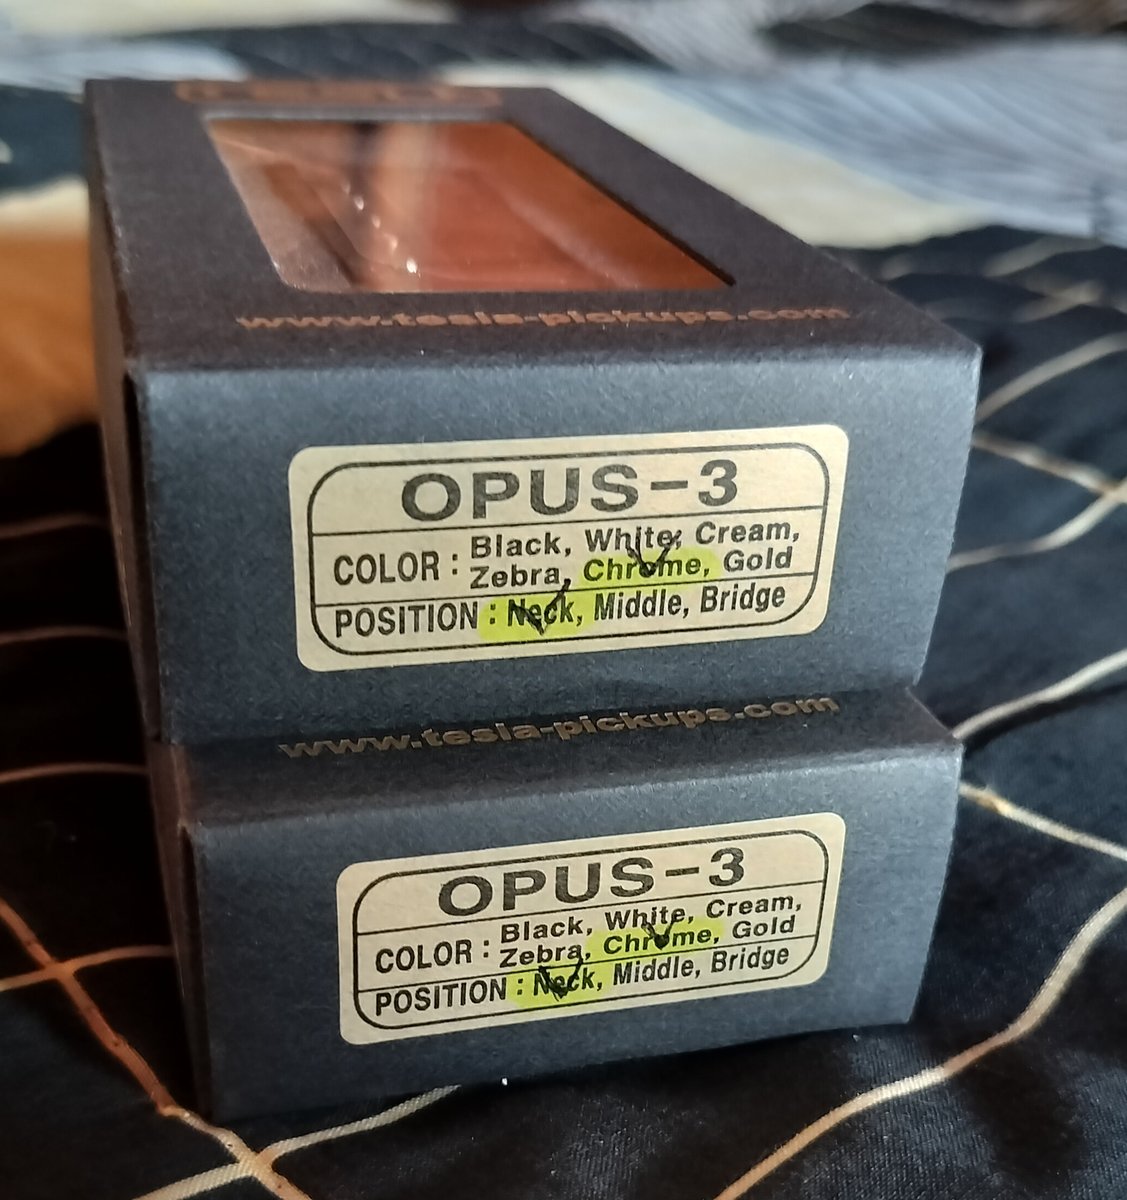 www.tesla-pickups.com
OPUS-3
COLOR : Black, White, Cream,
Zebra, Chrome, Gold
POSITION : Neck, Middle, Bridge
www.tesla-pickups.com
OPUS-3
COLOR : Black, White, Cream,
Zebra, Chrome, Gold
POSITION : Neck, Middle, Bridge